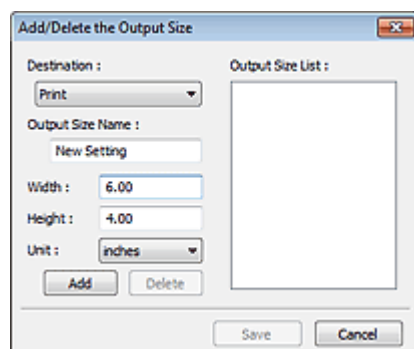 Add/Delete the Output Size
Destination :
Output Size List :
Print
Output Size Name :
New Setting
Width :
6.00
Height :
4.00
Unit :
inches
Add
Delete
Save
Cancel